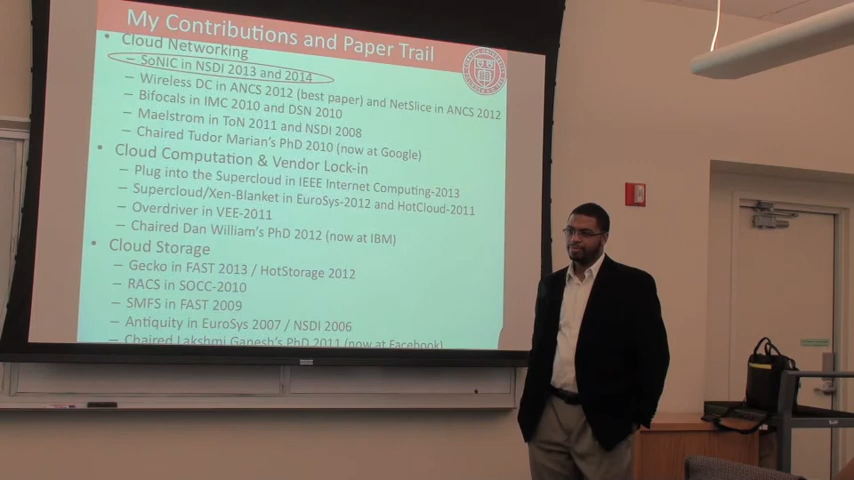 My Contributions and Paper Trail
• Cloud Networking
– SoNIC in NSDI 2013 and 2014
– Wireless DC in ANCS 2012 (best paper) and NetSlice in ANCS 2012
– Bifocals in IMC 2010 and DSN 2010
– Maelstrom in ToN 2011 and NSDI 2008
– Chaired Tudor Marian's PhD 2010 (now at Google)
• Cloud Computation & Vendor Lock-in
– Plug into the Supercloud in IEEE Internet Computing-2013
– Supercloud/Xen-Blanket in EuroSys-2012 and HotCloud-2011
– Overdriver in VEE-2011
– Chaired Dan William's PhD 2012 (now at IBM)
• Cloud Storage
– Gecko in FAST 2013 / HotStorage 2012
– RACS in SOCC-2010
– SMFS in FAST 2009
– Antiquity in EuroSys 2007 / NSDI 2006
– Chaired Lakshmi Ganesh's PhD 2011 (now at Facebook)